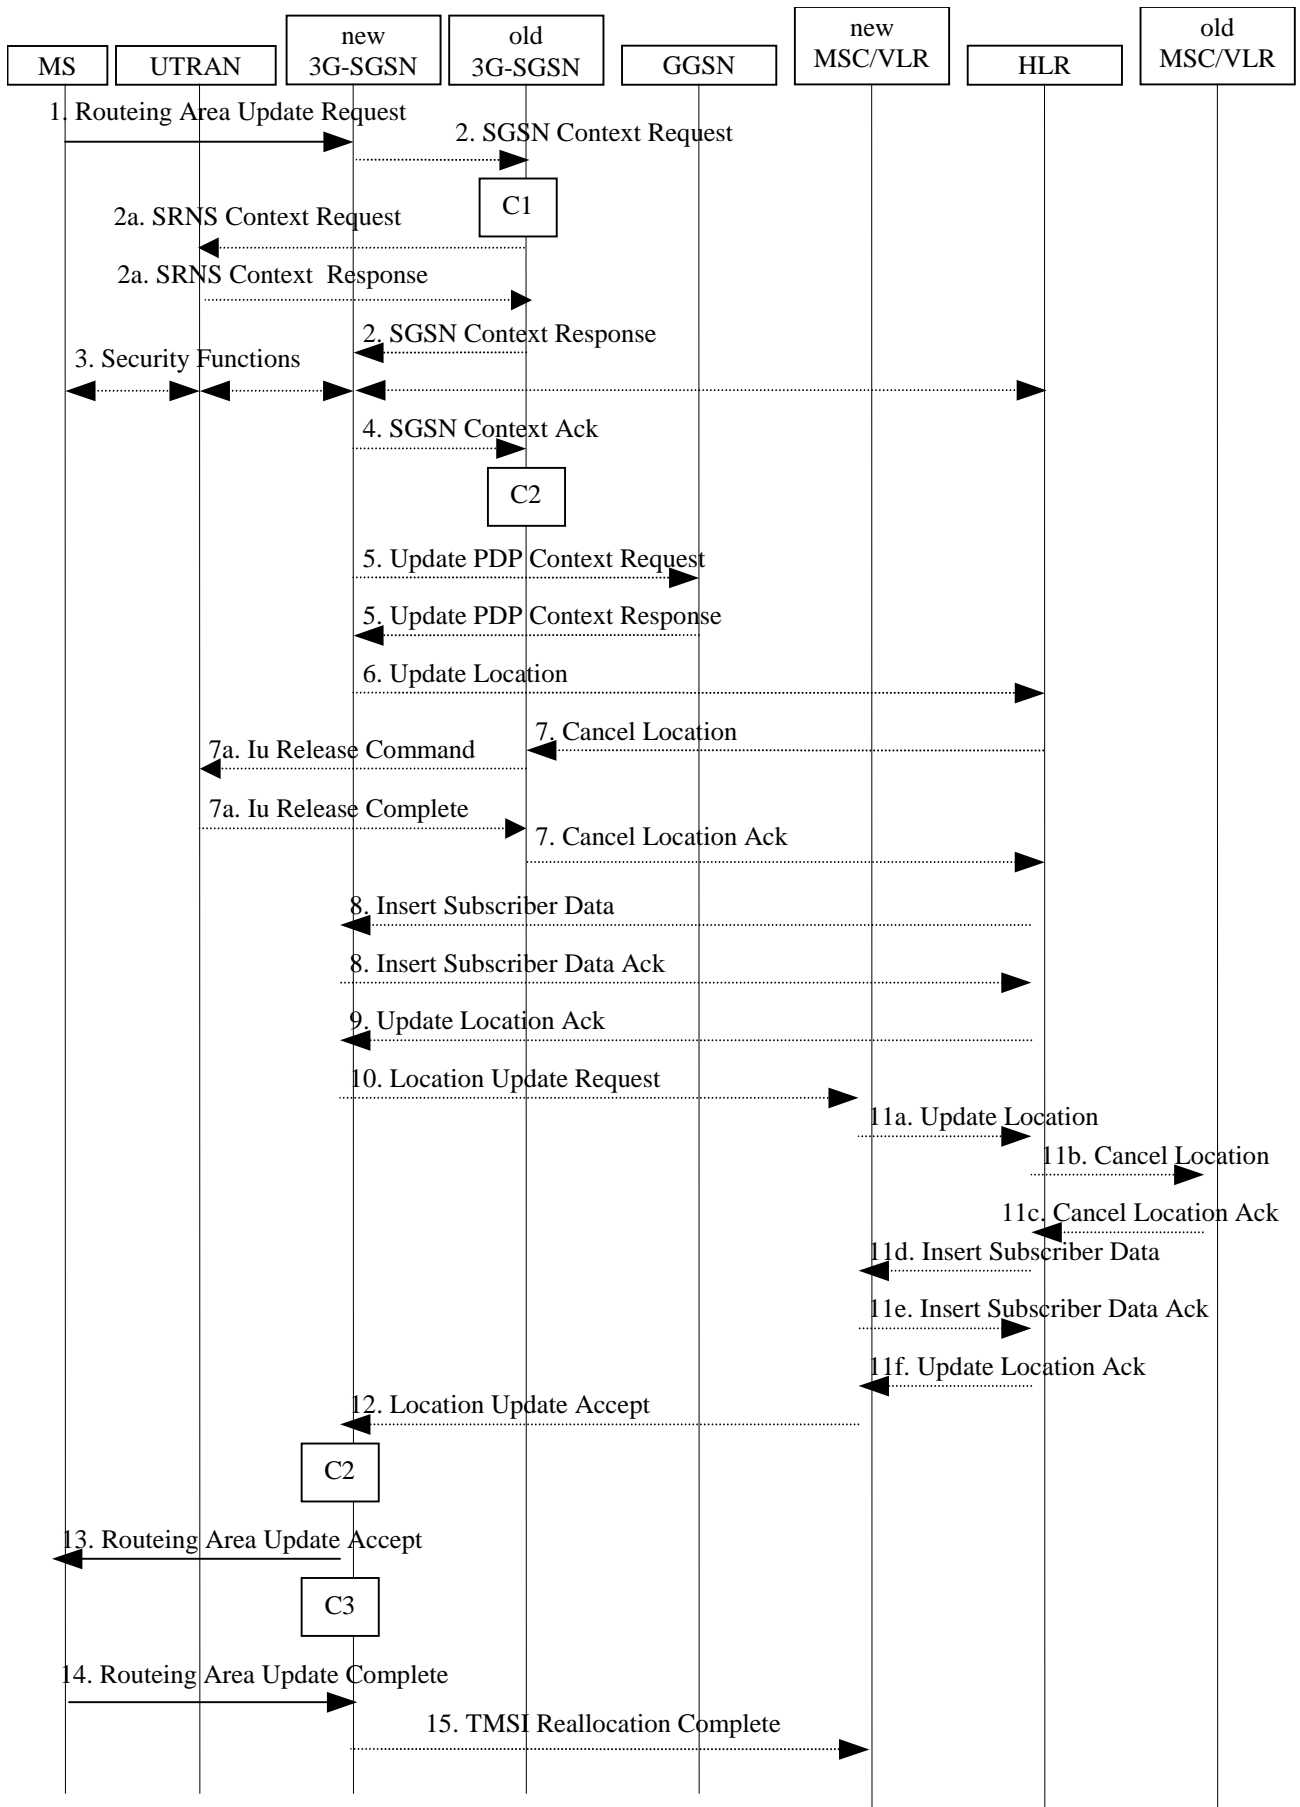 MS
UTRAN
new
3G-SGSN
old
3G-SGSN
GGSN
new
MSC/VLR
HLR
old
MSC/VLR
1. Routeing Area Update Request
2. SGSN Context Request
C1
2a. SRNS Context Request
2a. SRNS Context Response
2. SGSN Context Response
3. Security Functions
4. SGSN Context Ack
C2
5. Update PDP Context Request
5. Update PDP Context Response
6. Update Location
7. Cancel Location
7a. Iu Release Command
7a. Iu Release Complete
7. Cancel Location Ack
8. Insert Subscriber Data
8. Insert Subscriber Data Ack
9. Update Location Ack
10. Location Update Request
11a. Update Location
11b. Cancel Location
11c. Cancel Location Ack
11d. Insert Subscriber Data
11e. Insert Subscriber Data Ack
11f. Update Location Ack
12. Location Update Accept
C2
13. Routeing Area Update Accept
C3
14. Routeing Area Update Complete
15. TMSI Reallocation Complete